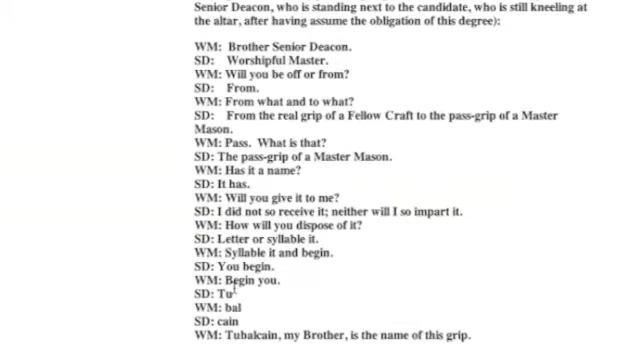 Senior Deacon, who is standing next to the candidate, who is still kneeling at
the altar, after having assume the obligation of this degree):
WM: Brother Senior Deacon.
SD: Worshipful Master.
WM: Will you be off or from?
SD: From.
WM: From what and to what?
SD: From the real grip of a Fellow Craft to the pass-grip of a Master
Mason.
WM: Pass. What is that?
SD: The pass-grip of a Master Mason.
WM: Has it a name?
SD: It has.
WM: Will you give it to me?
SD: I did not so receive it; neither will I so impart it.
WM: How will you dispose of it?
SD: Letter or syllable it.
WM: Syllable it and begin.
SD: You begin.
WM: Begin you.
SD: Tu
WM: bal
SD: cain
WM: Tubalcain, my Brother, is the name of this grip.